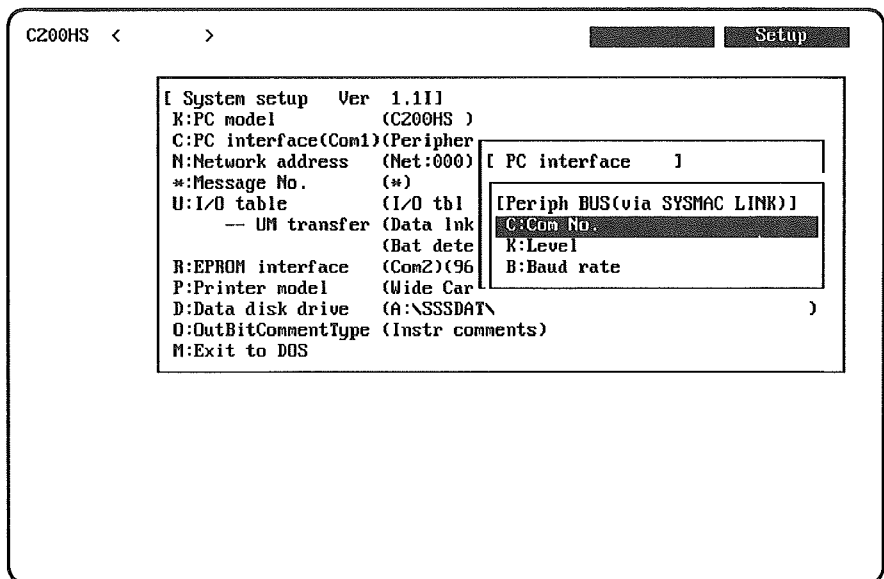 C200HS < > Setup
[ System setup Ver 1.1I]
K:PC model (C200HS )
C:PC interface(Com1)(Peripher
N:Network address (Net:000) [ PC interface ]
*:Message No. (*)
U:I/O table (I/O tbl [Periph BUS(via SYSMAC LINK)]
-- UM transfer (Data lnk C:Com No.
(Bat dete K:Level
R:EPROM interface (Com2)(96 B:Baud rate
P:Printer model (Wide Car
D:Data disk drive (A:\SSSDAT\ )
O:OutBitCommentType (Instr comments)
M:Exit to DOS